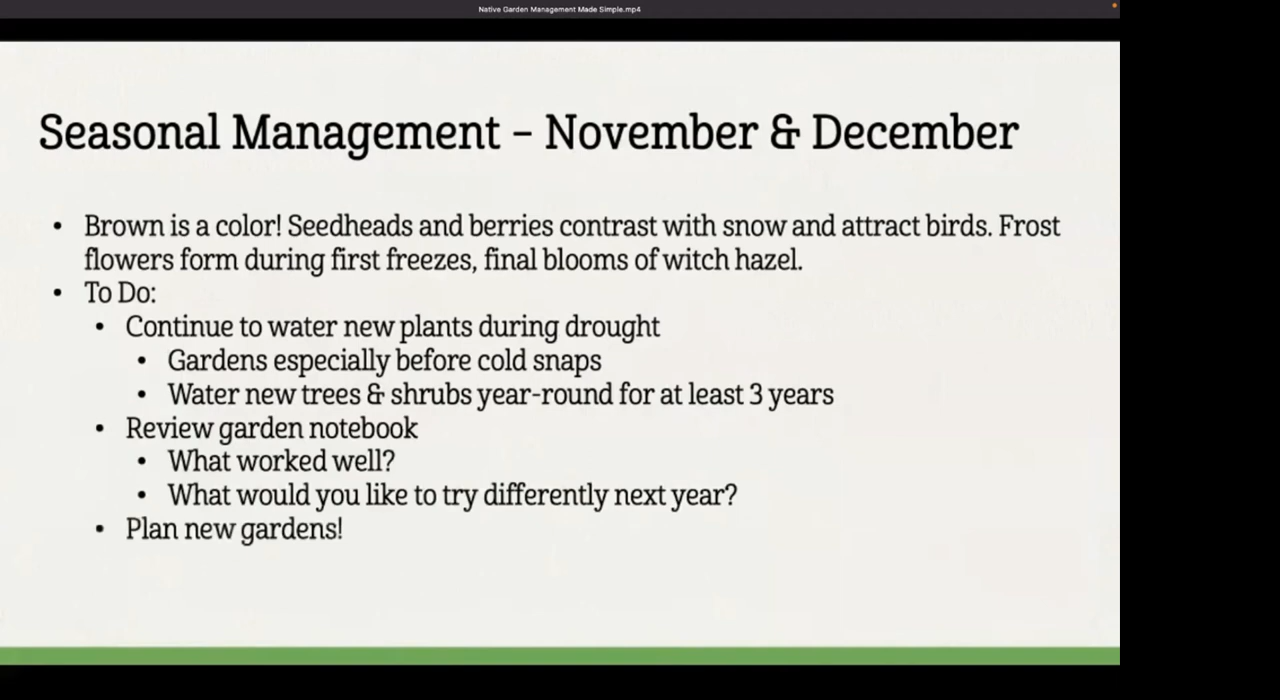 Native Garden Management Made Simple.mp4
Seasonal Management – November & December
• Brown is a color! Seedheads and berries contrast with snow and attract birds. Frost
flowers form during first freezes, final blooms of witch hazel.
• To Do:
• Continue to water new plants during drought
• Gardens especially before cold snaps
• Water new trees & shrubs year-round for at least 3 years
• Review garden notebook
• What worked well?
• What would you like to try differently next year?
• Plan new gardens!